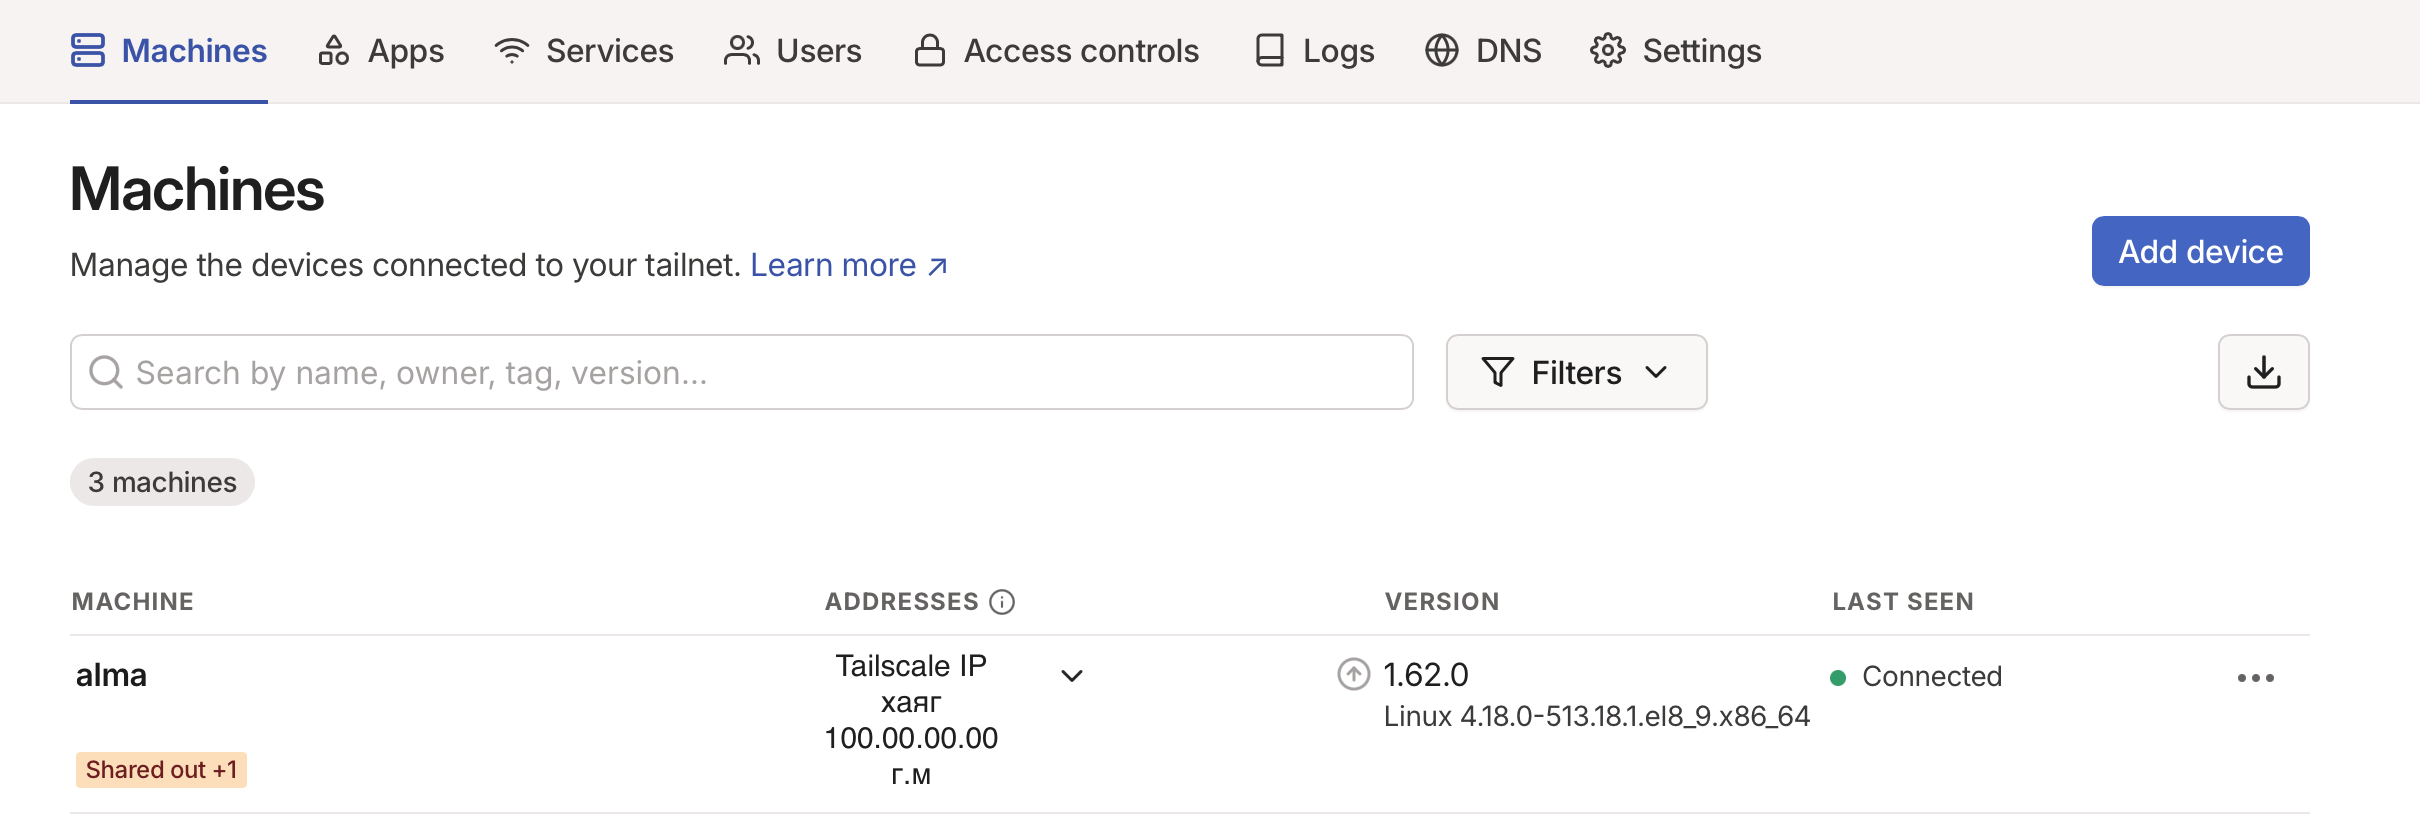 Machines Apps Services Users Access controls Logs DNS Settings
Machines
Manage the devices connected to your tailnet. Learn more ↗
Add device
Search by name, owner, tag, version...
Filters
3 machines
MACHINE ADDRESSES VERSION LAST SEEN
alma
Shared out +1
Tailscale IP
хаяг
100.00.00.00
г.м
1.62.0
Linux 4.18.0-513.18.1.el8_9.x86_64
Connected